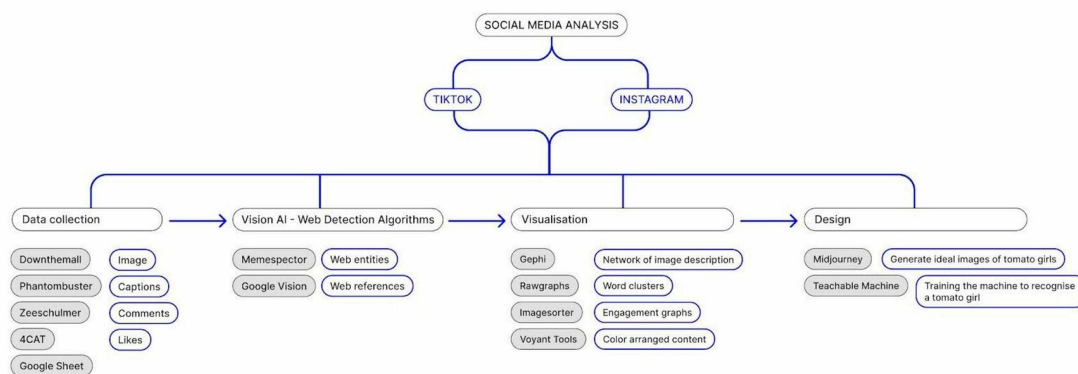 SOCIAL MEDIA ANALYSIS
TIKTOK
INSTAGRAM
Data collection
Vision AI - Web Detection Algorithms
Visualisation
Design
Downthemall
Image
Phantombuster
Captions
Zeeschulmer
Comments
4CAT
Likes
Google Sheet
Memespector
Web entities
Google Vision
Web references
Gephi
Network of image description
Rawgraphs
Word clusters
Imagesorter
Engagement graphs
Voyant Tools
Color arranged content
Midjourney
Generate ideal images of tomato girls
Teachable Machine
Training the machine to recognise
a tomato girl